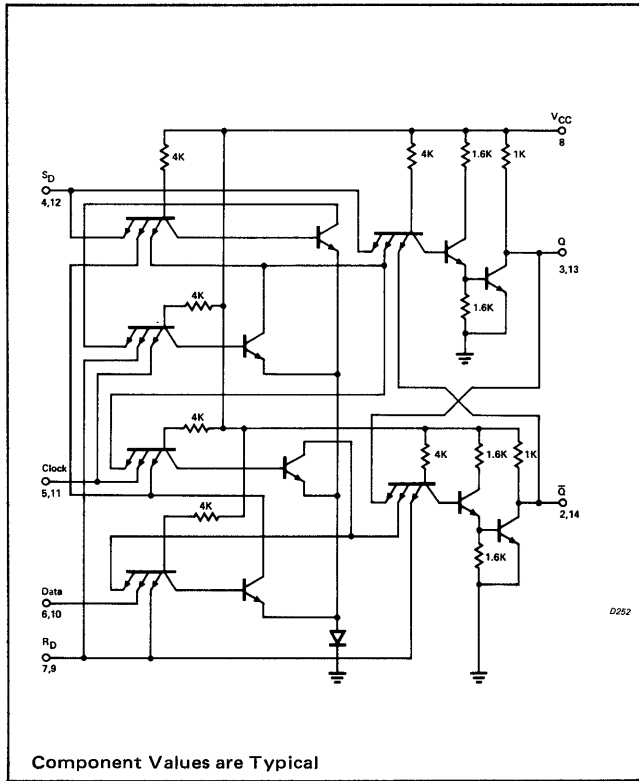 VCC
8
4K
4K
1.6K
1K
SD
4,12
Q
3,13
4K
1.6K
4K
4K
1.6K
1K
Clock
5,11
Q̅
2,14
4K
1.6K
Data
6,10
D252
RD
7,9
Component Values are Typical